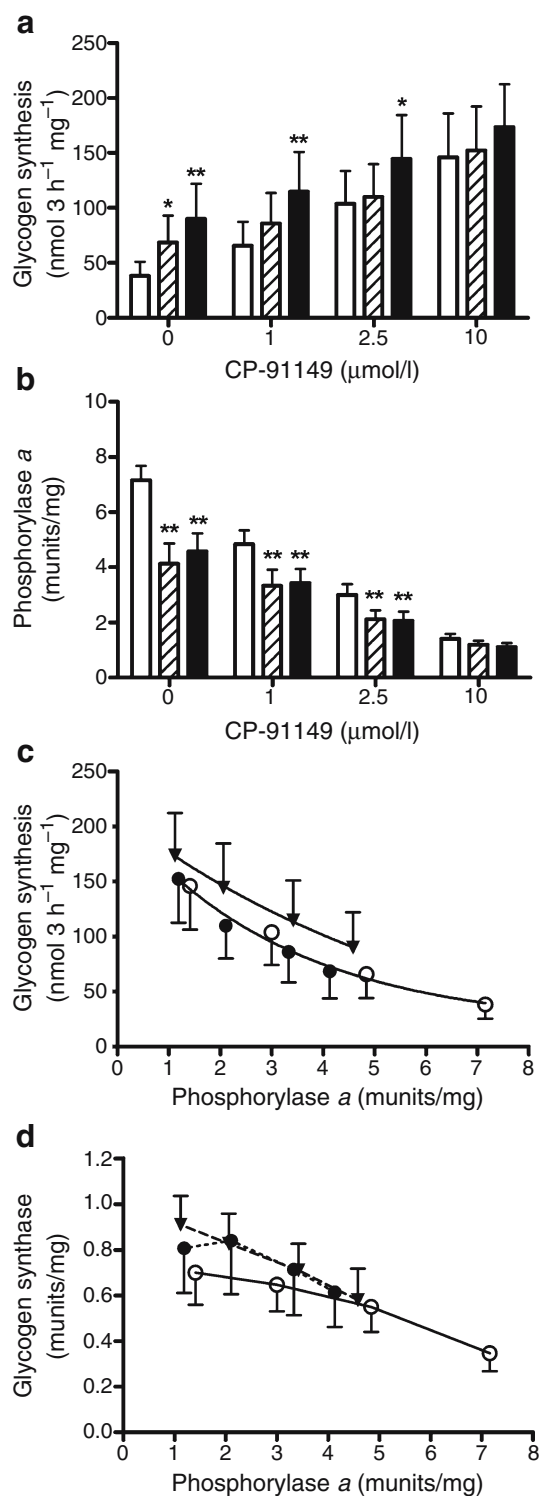 a
Glycogen synthesis
(nmol 3 h⁻¹ mg⁻¹)
250
200
150
100
50
0
* ** ** *
0 1 2.5 10
CP-91149 (μmol/l)
b
Phosphorylase a
(munits/mg)
10
8
6
4
2
0
** ** ** ** ** **
0 1 2.5 10
CP-91149 (μmol/l)
c
Glycogen synthesis
(nmol 3 h⁻¹ mg⁻¹)
250
200
150
100
50
0
0 1 2 3 4 5 6 7 8
Phosphorylase a (munits/mg)
d
Glycogen synthase
(munits/mg)
1.2
1.0
0.8
0.6
0.4
0.2
0.0
0 1 2 3 4 5 6 7 8
Phosphorylase a (munits/mg)